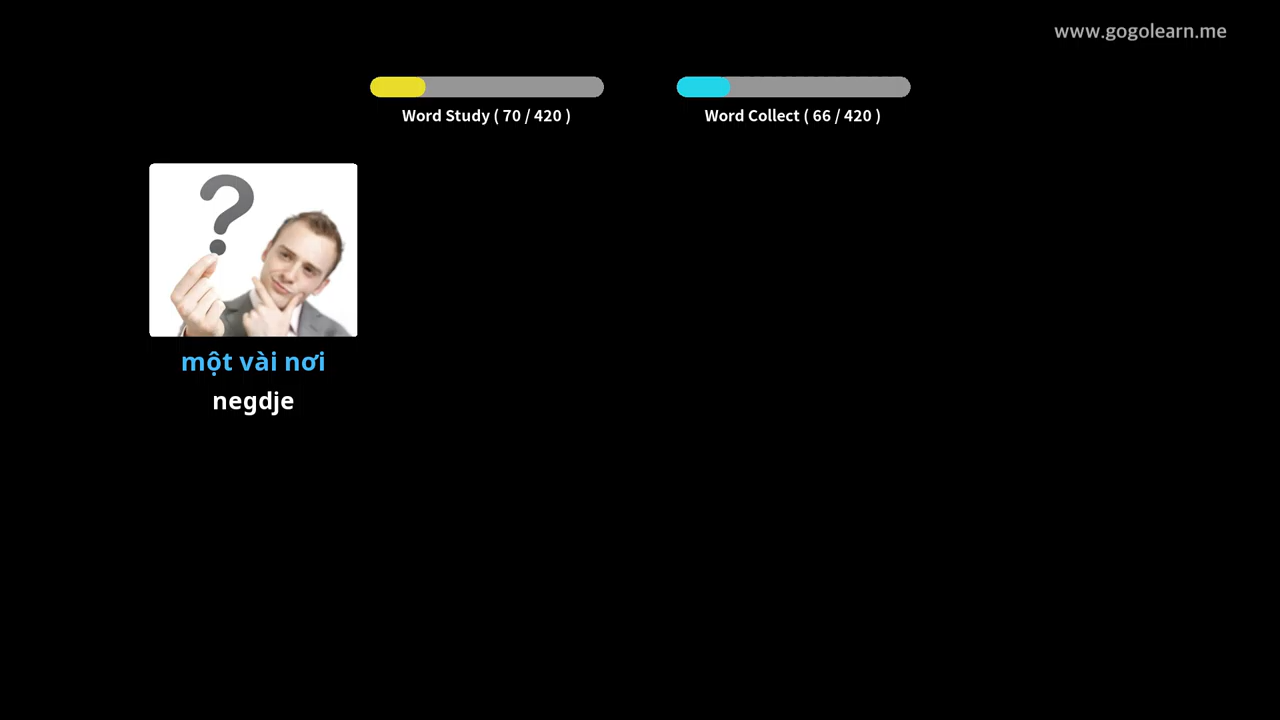 www.gogolearn.me
Word Study ( 70 / 420 )
Word Collect ( 66 / 420 )
?
một vài nơi
negdje